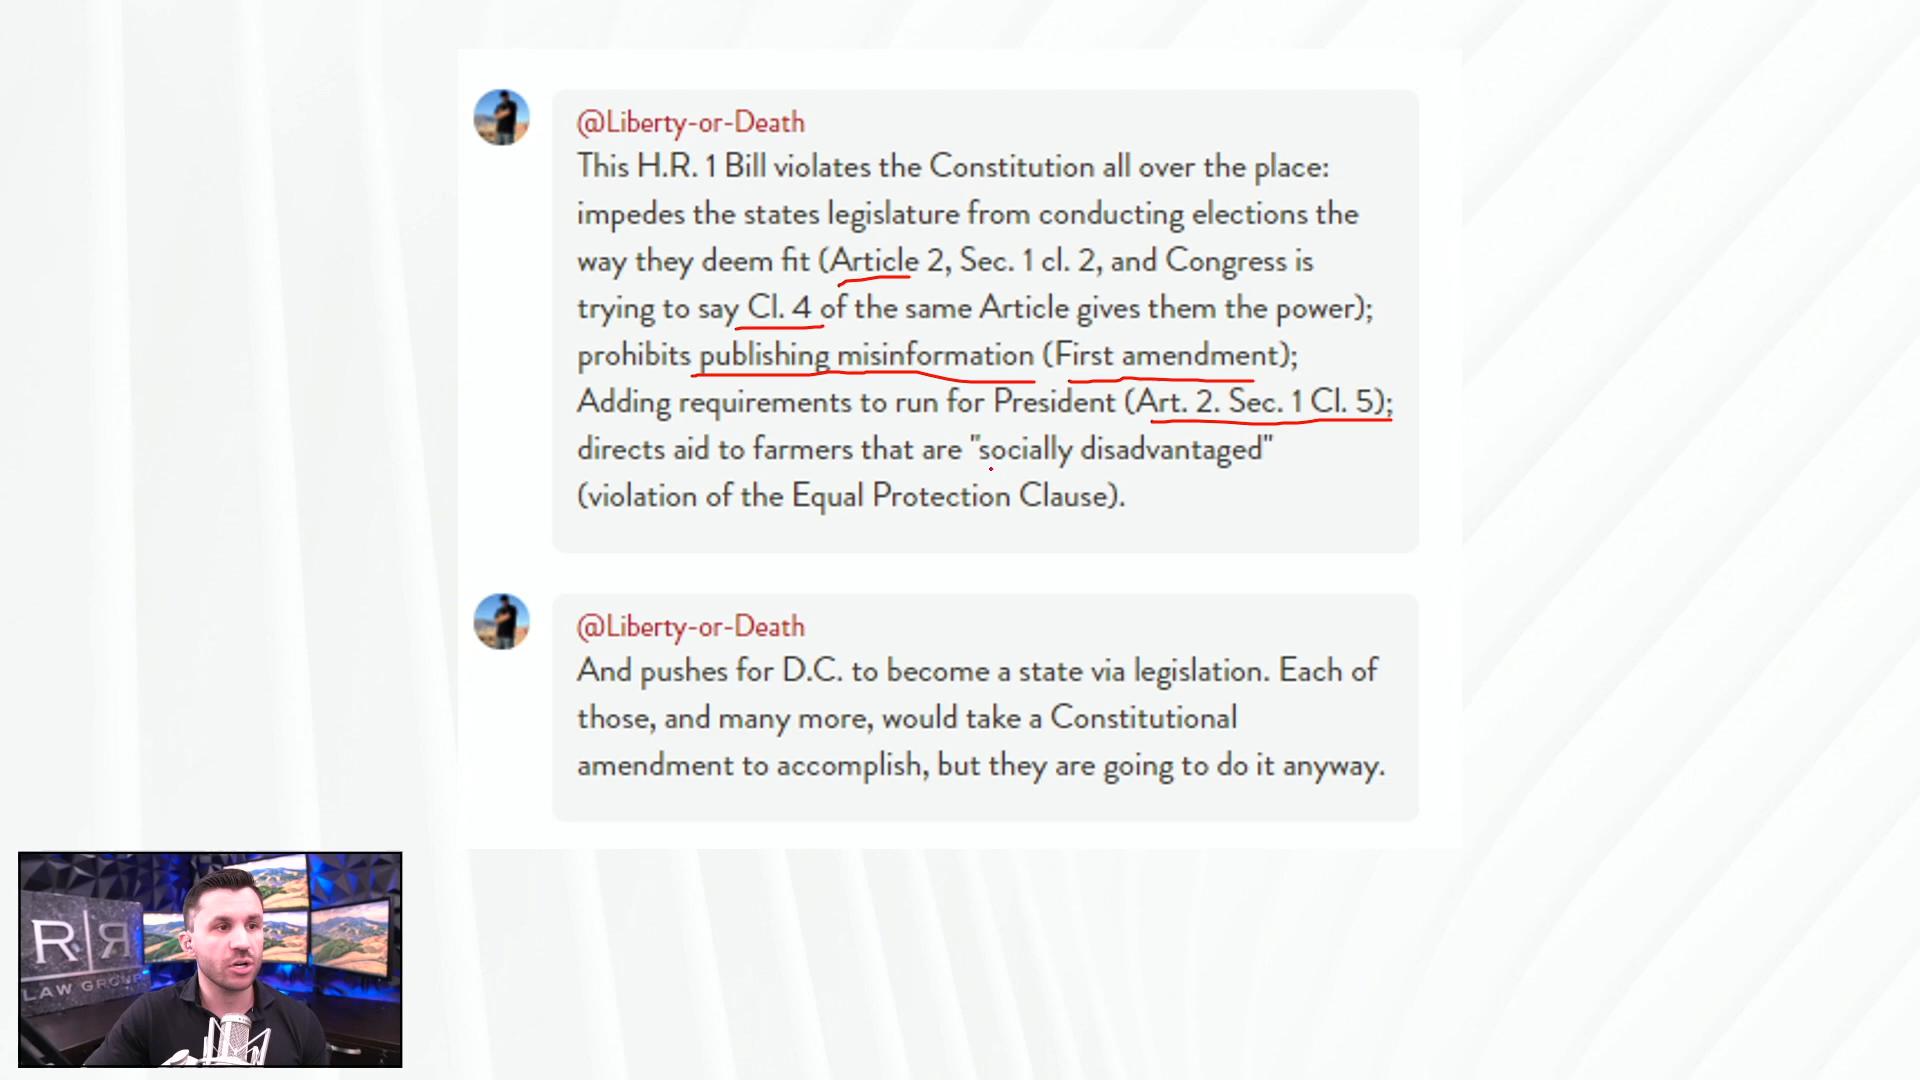 @Liberty-or-Death
This H.R. 1 Bill violates the Constitution all over the place:
impedes the states legislature from conducting elections the
way they deem fit (Article 2, Sec. 1 cl. 2, and Congress is
trying to say Cl. 4 of the same Article gives them the power);
prohibits publishing misinformation (First amendment);
Adding requirements to run for President (Art. 2. Sec. 1 Cl. 5);
directs aid to farmers that are "socially disadvantaged"
(violation of the Equal Protection Clause).
@Liberty-or-Death
And pushes for D.C. to become a state via legislation. Each of
those, and many more, would take a Constitutional
amendment to accomplish, but they are going to do it anyway.
R|Я
LAW GROUP